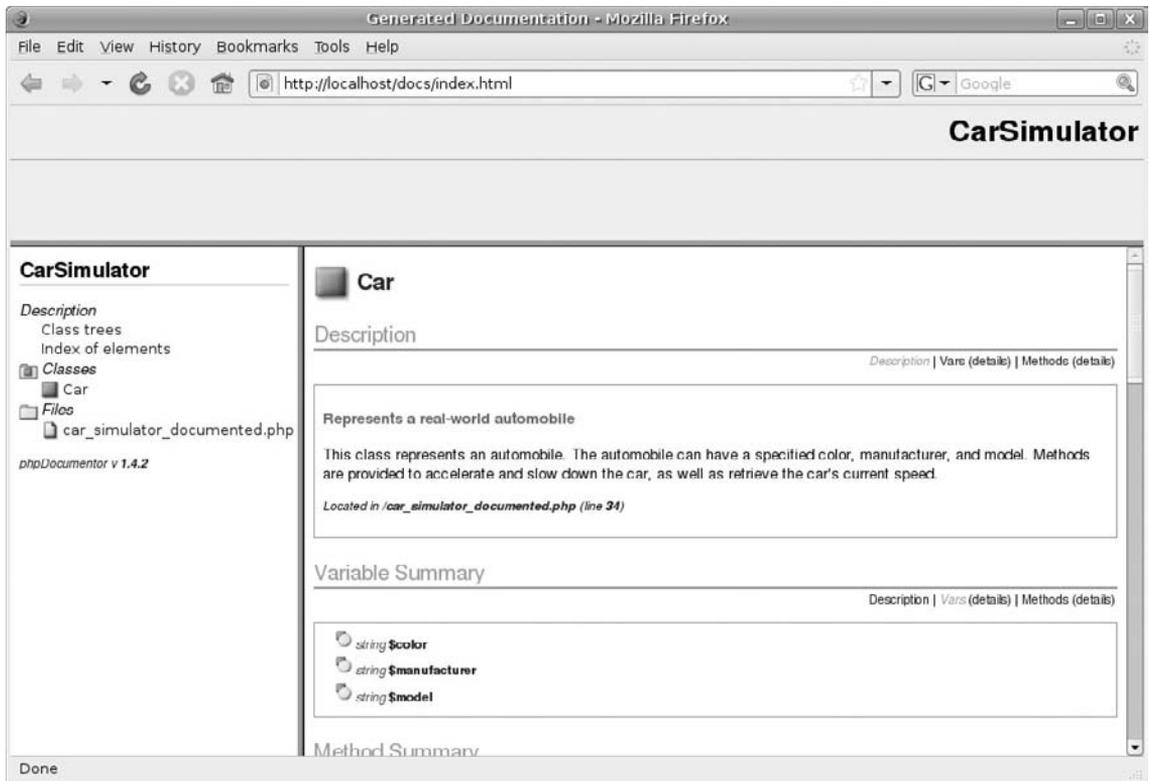 Generated Documentation - Mozilla Firefox
File Edit View History Bookmarks Tools Help
http://localhost/docs/index.html
G Google
CarSimulator
CarSimulator
Description
Class trees
Index of elements
Classes
Car
Files
car_simulator_documented.php
phpDocumentor v 1.4.2
Car
Description
Description | Vars (details) | Methods (details)
Represents a real-world automobile
This class represents an automobile. The automobile can have a specified color, manufacturer, and model. Methods
are provided to accelerate and slow down the car, as well as retrieve the car's current speed.
Located in /car_simulator_documented.php (line 34)
Variable Summary
Description | Vars (details) | Methods (details)
string $color
string $manufacturer
string $model
Method Summary
Done